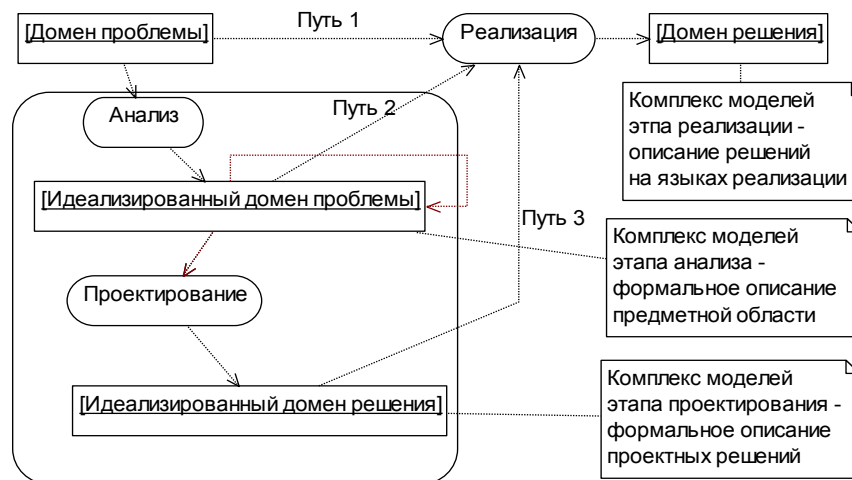 Путь 1
[Домен проблемы]
Реализация
[Домен решения]
Анализ
Путь 2
Комплекс моделей
этпа реализации -
описание решений
на языках реализации
[Идеализированный домен проблемы]
Путь 3
Комплекс моделей
этапа анализа -
формальное описание
предметной области
Проектирование
[Идеализированный домен решения]
Комплекс моделей
этапа проектирования -
формальное описание
проектных решений